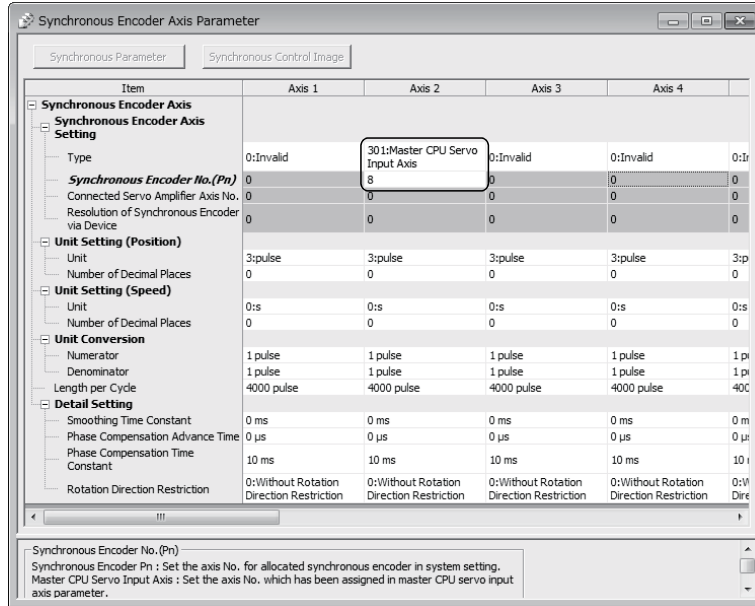 Synchronous Encoder Axis Parameter
Synchronous Parameter Synchronous Control Image
Item Axis 1 Axis 2 Axis 3 Axis 4
Synchronous Encoder Axis
Synchronous Encoder Axis
Setting
Type 0:Invalid 301:Master CPU Servo Input Axis 0:Invalid 0:Invalid
Synchronous Encoder No.(Pn) 0 8 0 0 0
Connected Servo Amplifier Axis No. 0 0 0 0 0
Resolution of Synchronous Encoder
via Device 0 0 0 0 0
Unit Setting (Position)
Unit 3:pulse 3:pulse 3:pulse 3:pulse
Number of Decimal Places 0 0 0 0 0
Unit Setting (Speed)
Unit 0:s 0:s 0:s 0:s 0:s
Number of Decimal Places 0 0 0 0 0
Unit Conversion
Numerator 1 pulse 1 pulse 1 pulse 1 pulse
Denominator 1 pulse 1 pulse 1 pulse 1 pulse
Length per Cycle 4000 pulse 4000 pulse 4000 pulse 4000 pulse
Detail Setting
Smoothing Time Constant 0 ms 0 ms 0 ms 0 ms
Phase Compensation Advance Time 0 µs 0 µs 0 µs 0 µs
Phase Compensation Time
Constant 10 ms 10 ms 10 ms 10 ms
Rotation Direction Restriction 0:Without Rotation Direction Restriction 0:Without Rotation Direction Restriction 0:Without Rotation Direction Restriction 0:Without Rotation Direction Restriction
Synchronous Encoder No.(Pn)
Synchronous Encoder Pn : Set the axis No. for allocated synchronous encoder in system setting.
Master CPU Servo Input Axis : Set the axis No. which has been assigned in master CPU servo input
axis parameter.